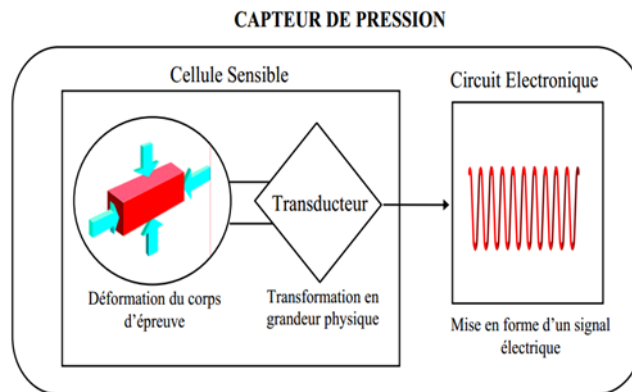 CAPTEUR DE PRESSION
Cellule Sensible
Circuit Electronique
Transducteur
Déformation du corps
d'épreuve
Transformation en
grandeur physique
Mise en forme d'un signal
électrique